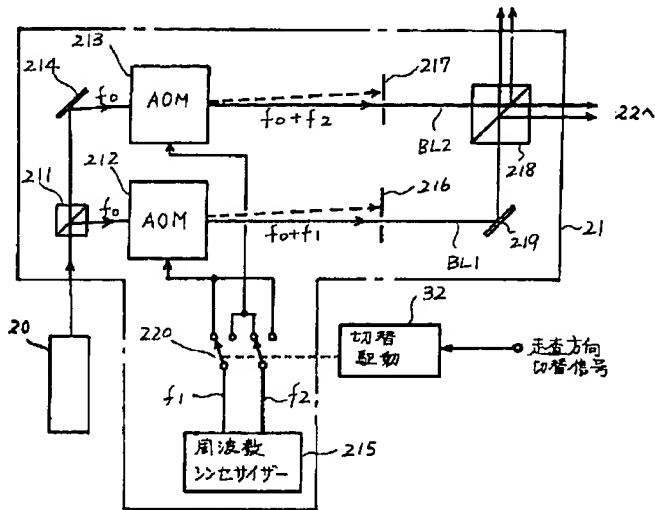 213
217
214
f0
AOM
f0+f2
BL2
22へ
218
212
211
f0
AOM
216
f0+f1
BL1
219
21
20
32
220
切替
駆動
走査方向
切替信号
f1
f2
周波数
シンセサイザー
215